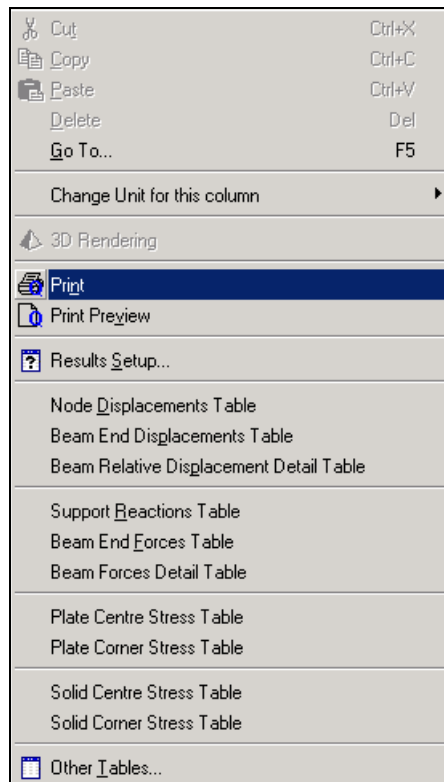 Cut Ctrl+X
Copy Ctrl+C
Paste Ctrl+V
Delete Del
Go To... F5
Change Unit for this column
3D Rendering
Print
Print Preview
Results Setup...
Node Displacements Table
Beam End Displacements Table
Beam Relative Displacement Detail Table
Support Reactions Table
Beam End Forces Table
Beam Forces Detail Table
Plate Centre Stress Table
Plate Corner Stress Table
Solid Centre Stress Table
Solid Corner Stress Table
Other Tables...